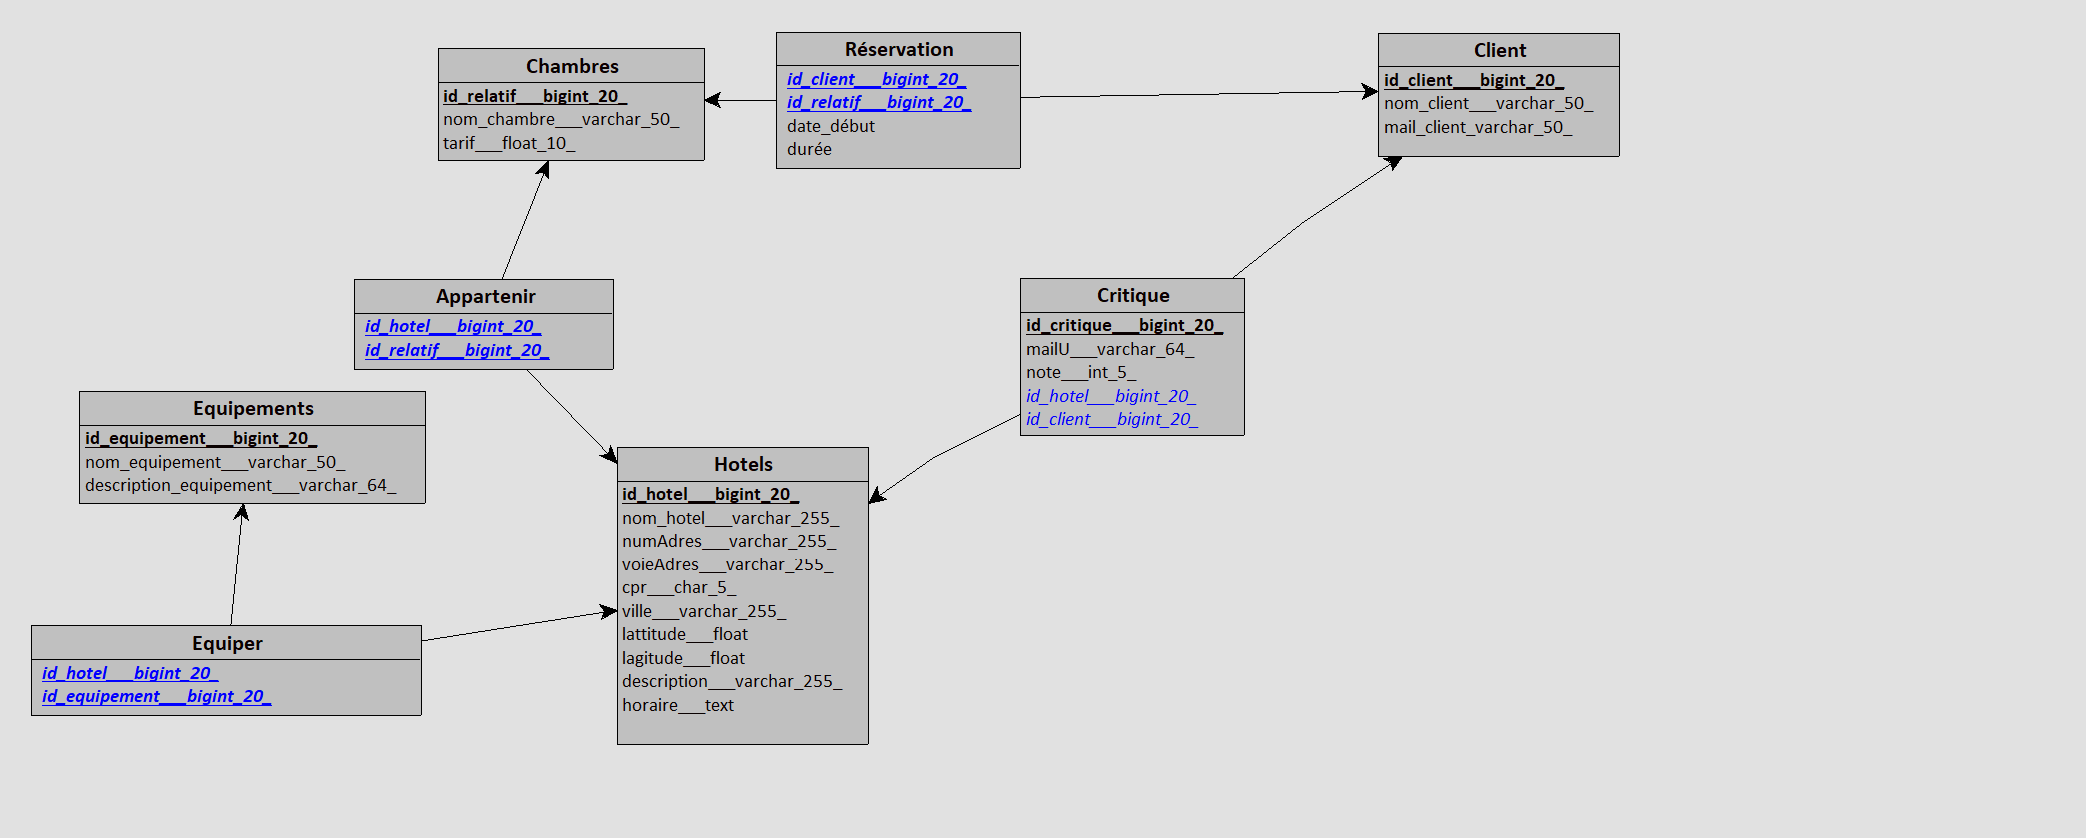 Chambres
id_relatif___bigint_20_
nom_chambre___varchar_50_
tarif___float_10_
Réservation
id_client___bigint_20_
id_relatif___bigint_20_
date_début
durée
Client
id_client___bigint_20_
nom_client___varchar_50_
mail_client_varchar_50_
Appartenir
id_hotel___bigint_20_
id_relatif___bigint_20_
Critique
id_critique___bigint_20_
mailU___varchar_64_
note___int_5_
id_hotel___bigint_20_
id_client___bigint_20_
Equipements
id_equipement___bigint_20_
nom_equipement___varchar_50_
description_equipement___varchar_64_
Hotels
id_hotel___bigint_20_
nom_hotel___varchar_255_
numAdres___varchar_255_
voieAdres___varchar_255_
cpr___char_5_
ville___varchar_255_
lattitude___float
lagitude___float
description___varchar_255_
horaire___text
Equiper
id_hotel___bigint_20_
id_equipement___bigint_20_